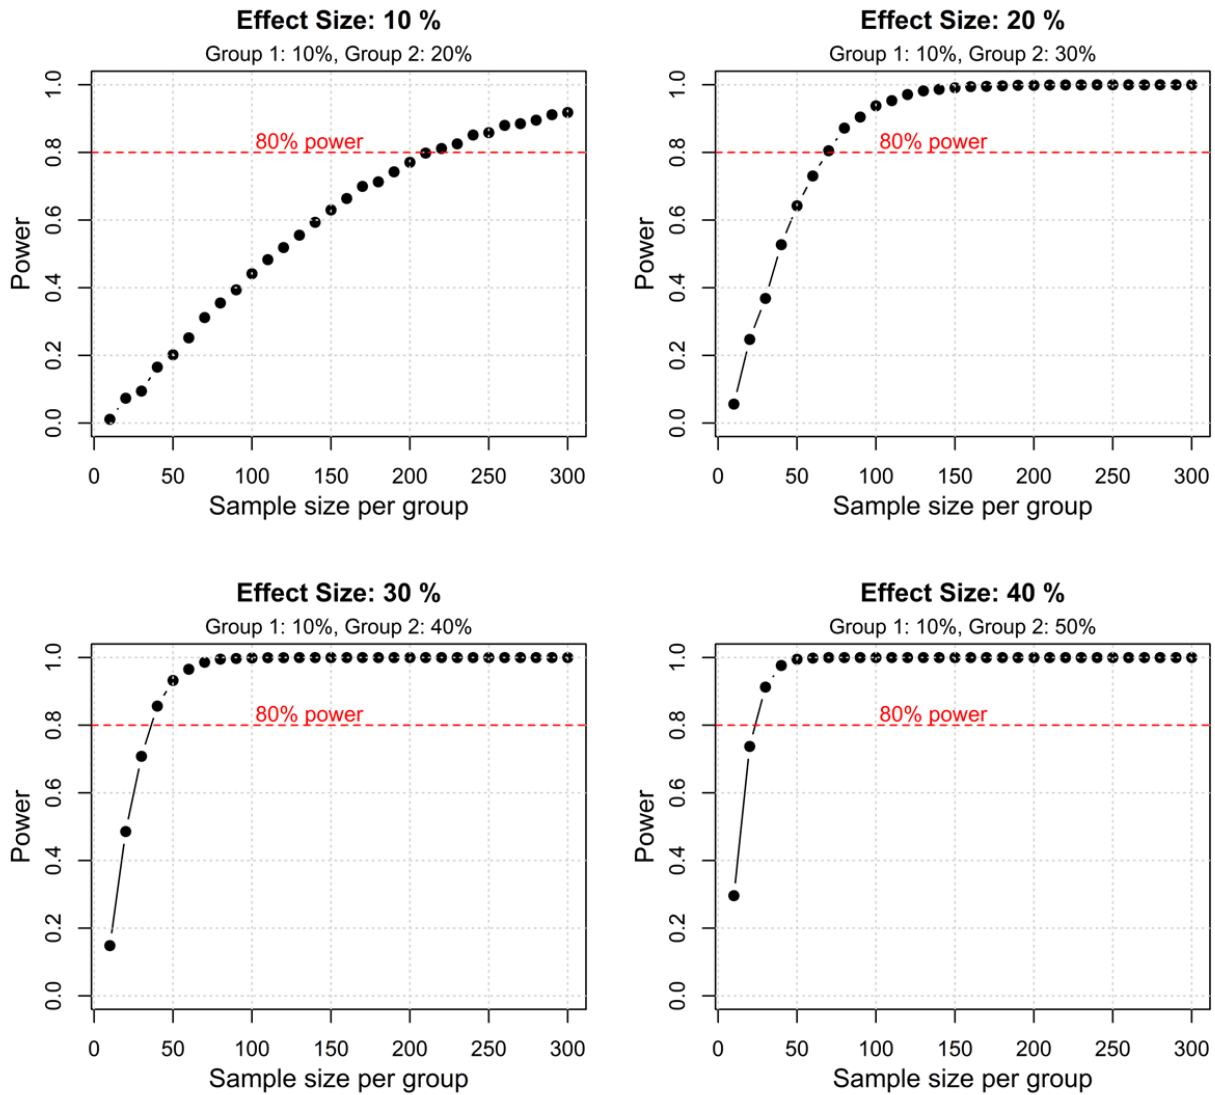 Effect Size: 10 %
Group 1: 10%, Group 2: 20%
Power
1.0
0.8
0.6
0.4
0.2
0.0
80% power
0 50 100 150 200 250 300
Sample size per group
Effect Size: 20 %
Group 1: 10%, Group 2: 30%
Power
1.0
0.8
0.6
0.4
0.2
0.0
80% power
0 50 100 150 200 250 300
Sample size per group
Effect Size: 30 %
Group 1: 10%, Group 2: 40%
Power
1.0
0.8
0.6
0.4
0.2
0.0
80% power
0 50 100 150 200 250 300
Sample size per group
Effect Size: 40 %
Group 1: 10%, Group 2: 50%
Power
1.0
0.8
0.6
0.4
0.2
0.0
80% power
0 50 100 150 200 250 300
Sample size per group